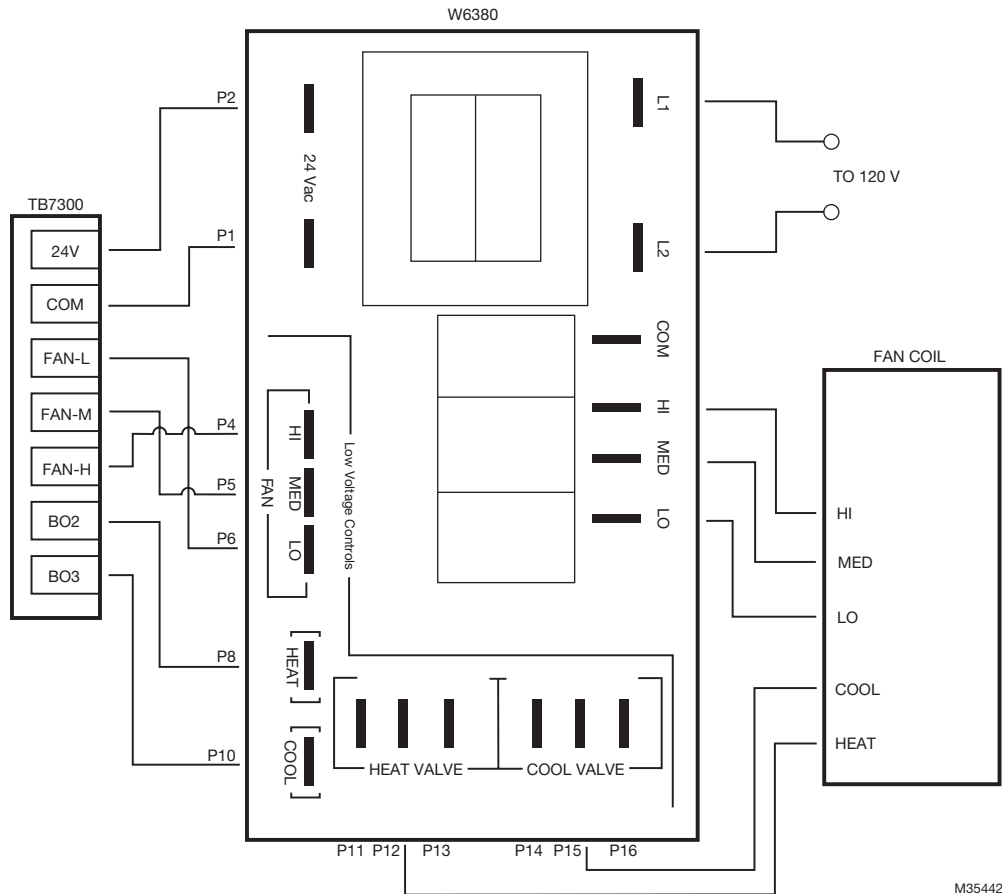 W6380
P2
L1
24 Vac
TO 120 V
TB7300
P1
24V
L2
COM
COM
FAN-L
FAN COIL
HI
FAN-M
P4
HI
MED
Low Voltage Controls
FAN-H
FAN
MED
P5
LO
HI
BO2
P6
LO
MED
BO3
LO
P8
HEAT
COOL
HEAT
P10
COOL
HEAT VALVE
COOL VALVE
P11
P12
P13
P14
P15
P16
M35442